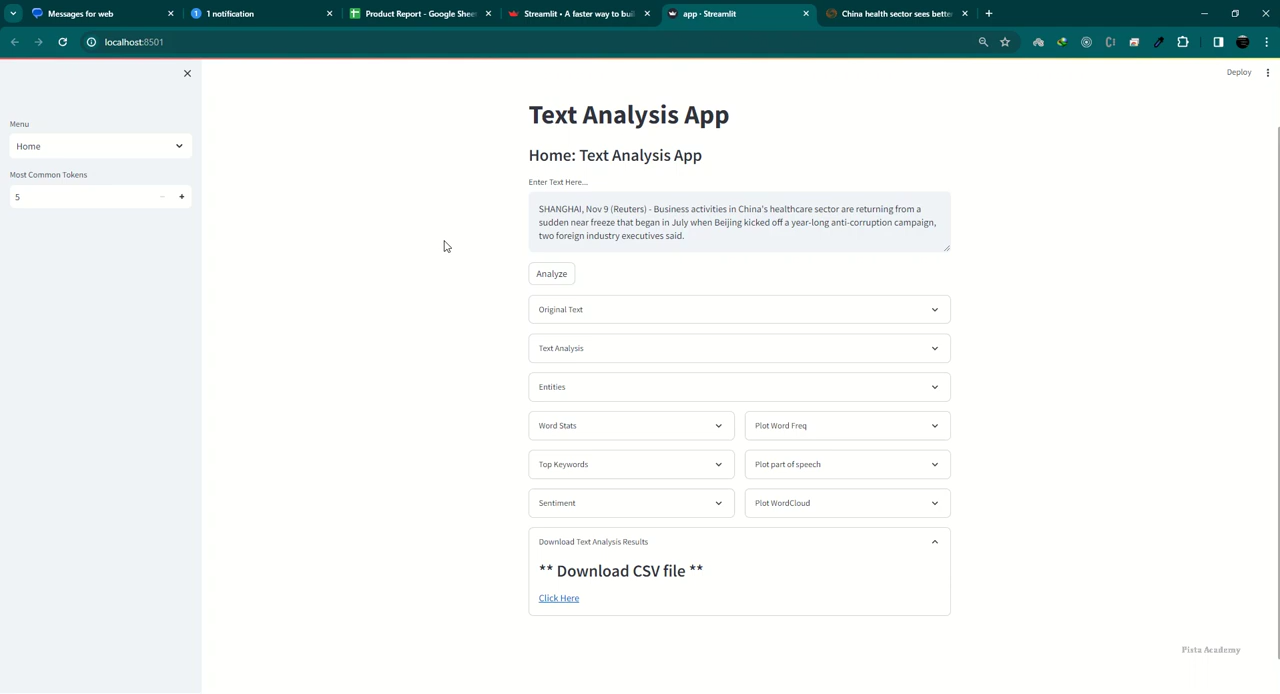 Messages for web
1 notification
Product Report - Google Shee
Streamlit • A faster way to bui
app · Streamlit
China health sector sees bette
localhost:8501
Deploy
Menu
Home
Most Common Tokens
5
Text Analysis App
Home: Text Analysis App
Enter Text Here...
SHANGHAI, Nov 9 (Reuters) - Business activities in China's healthcare sector are returning from a
sudden near freeze that began in July when Beijing kicked off a year-long anti-corruption campaign,
two foreign industry executives said.
Analyze
Original Text
Text Analysis
Entities
Word Stats
Plot Word Freq
Top Keywords
Plot part of speech
Sentiment
Plot WordCloud
Download Text Analysis Results
** Download CSV file **
Click Here
Pista Academy